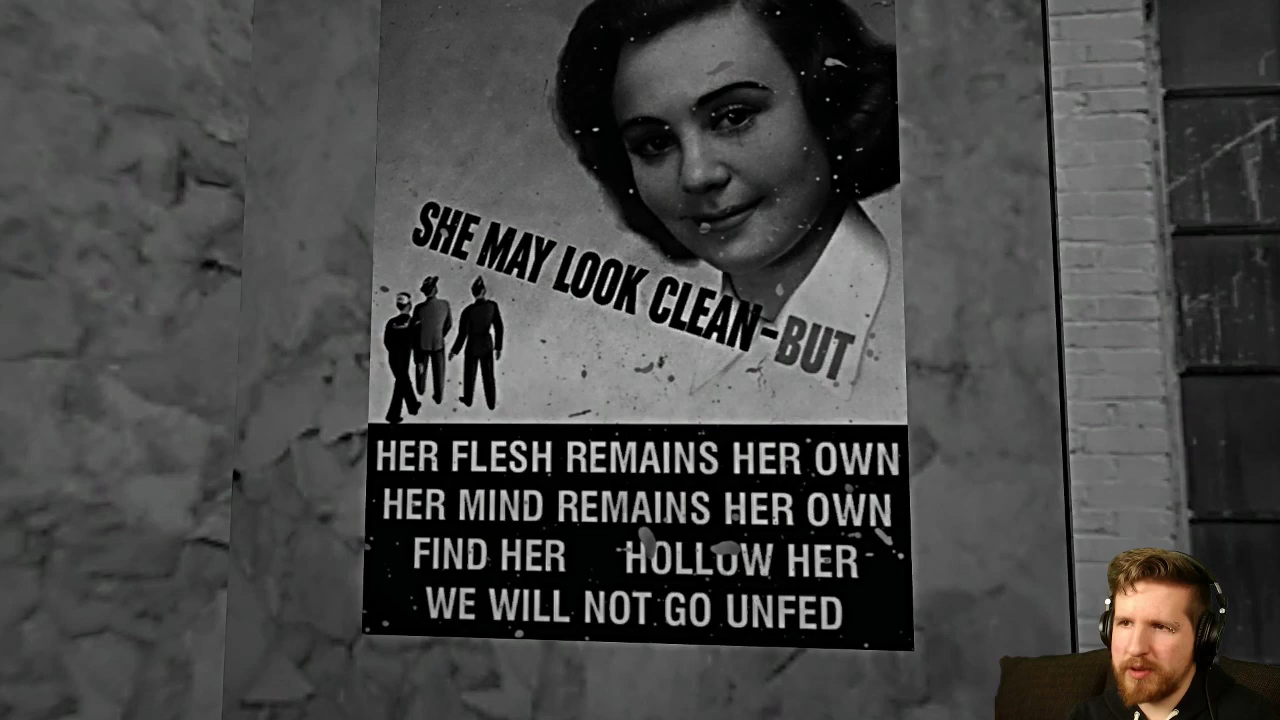 SHE MAY LOOK CLEAN-BUT
HER FLESH REMAINS HER OWN
HER MIND REMAINS HER OWN
FIND HER HOLLOW HER
WE WILL NOT GO UNFED